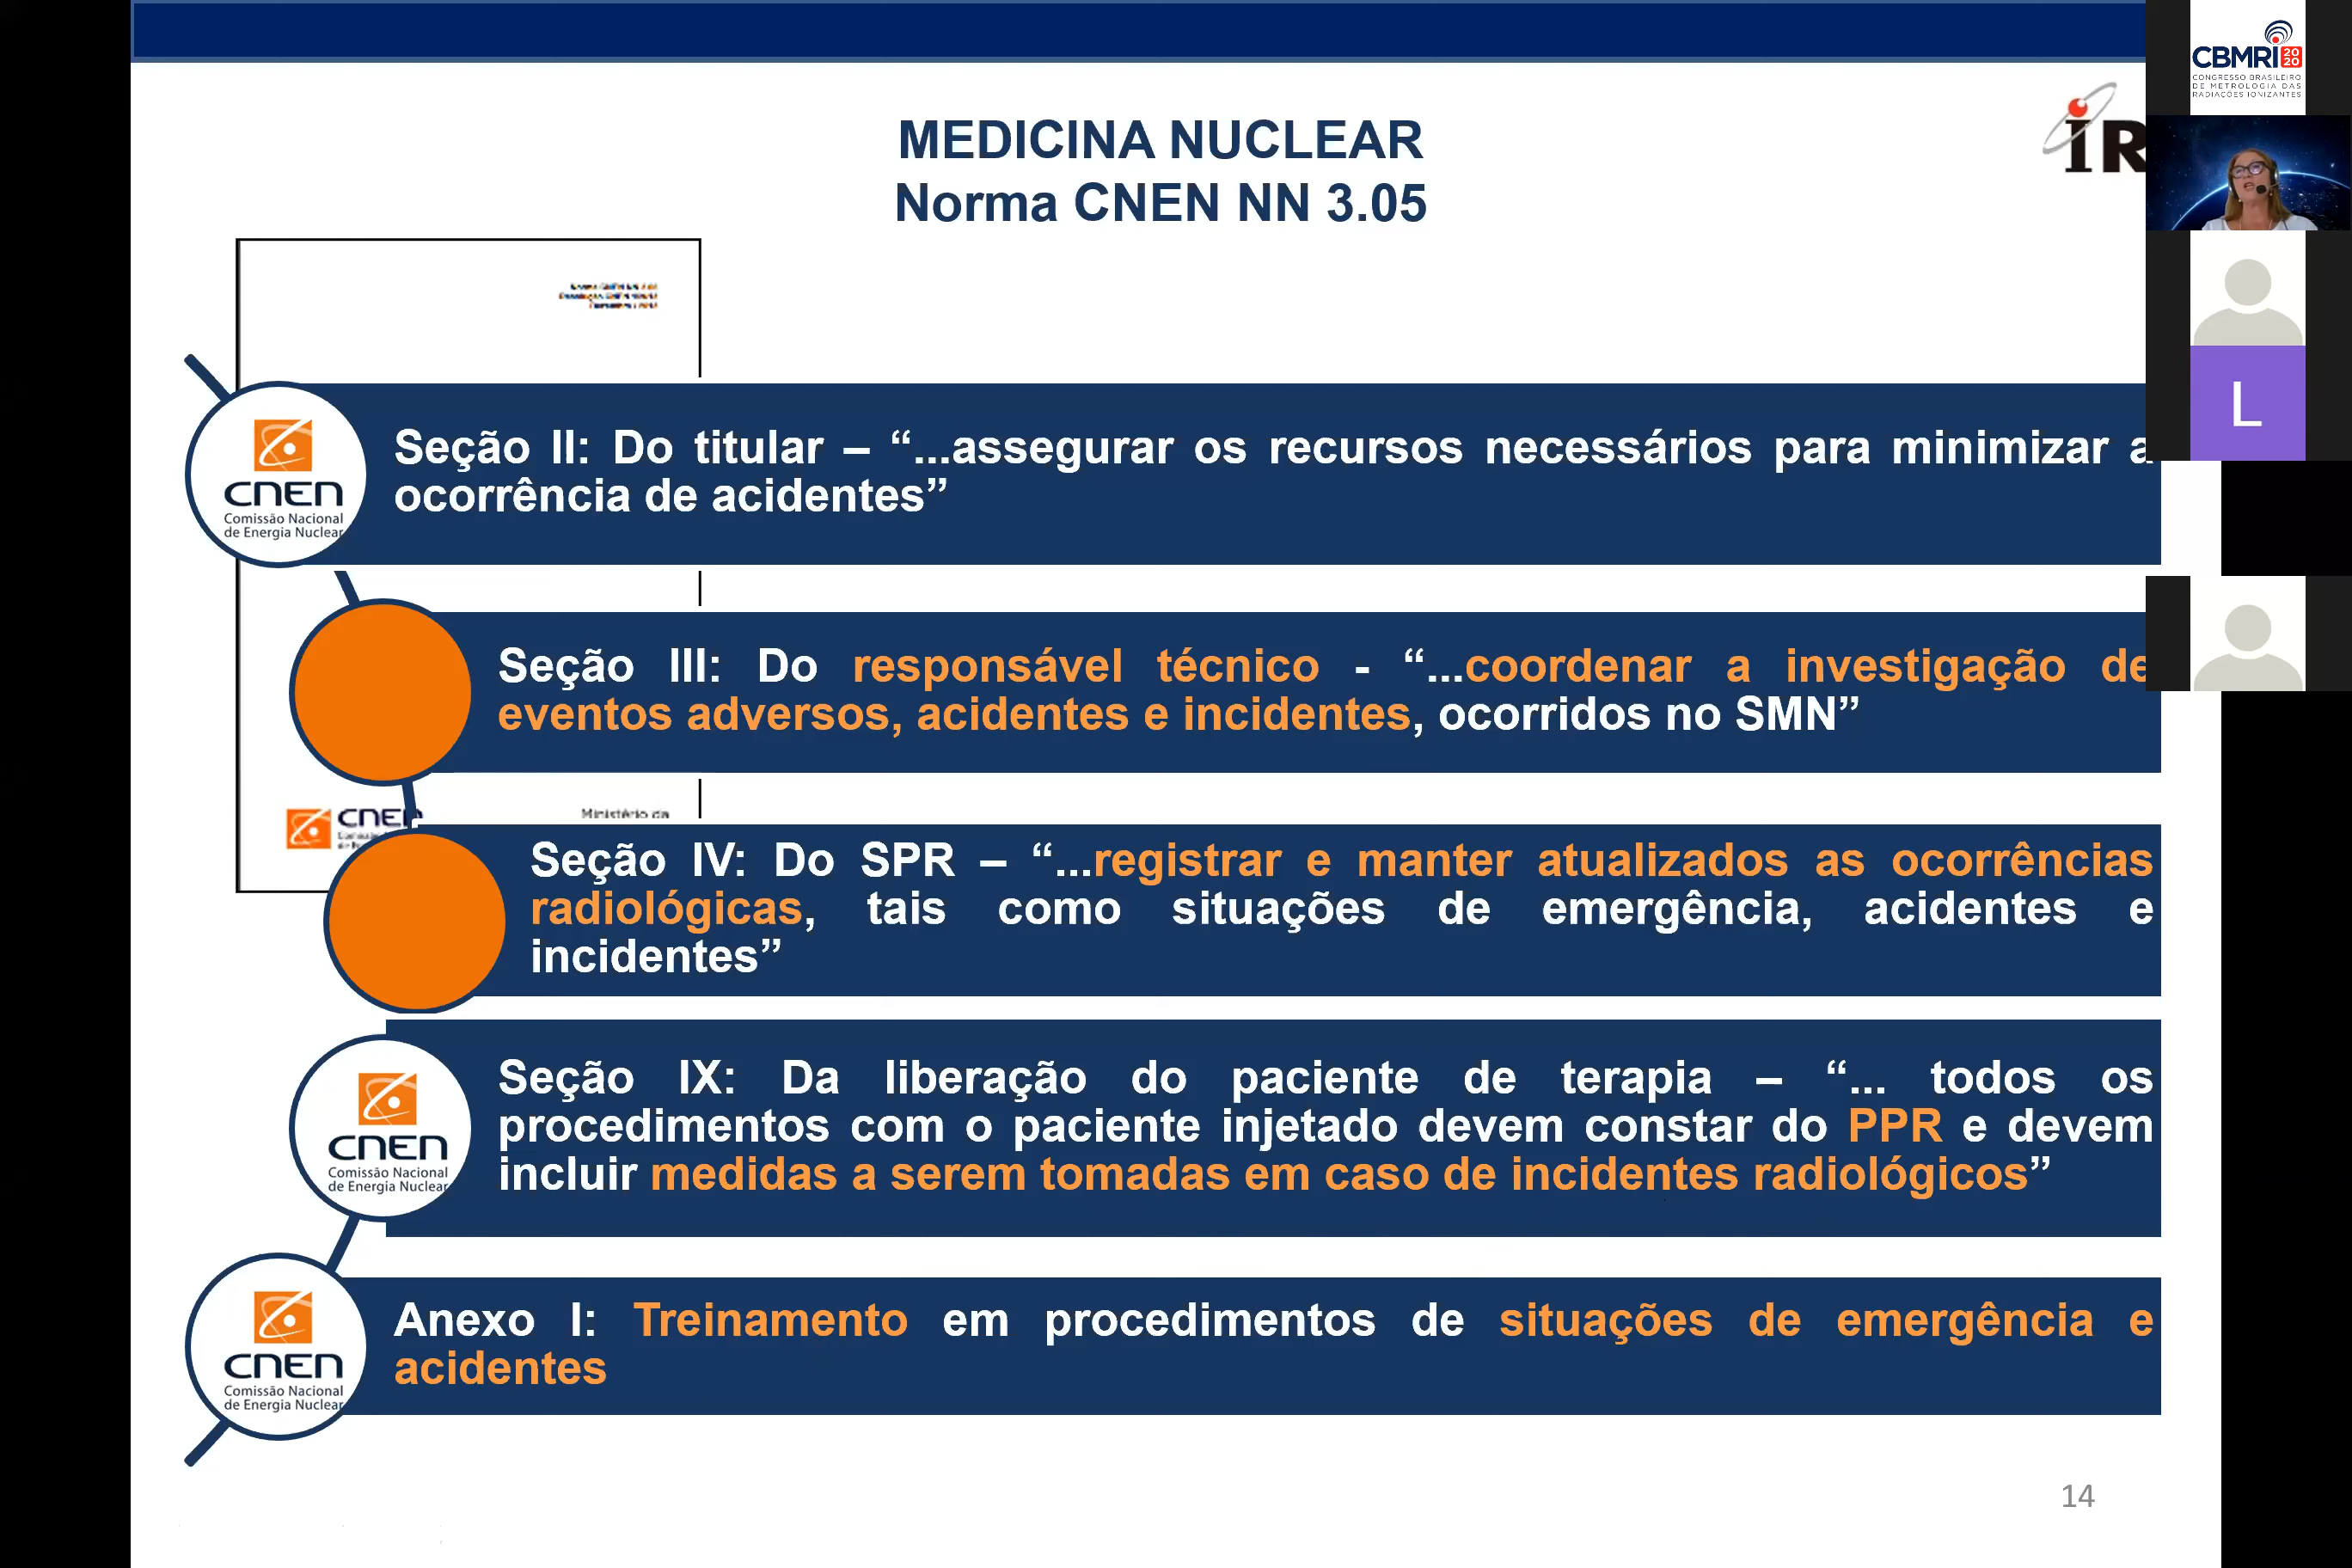 MEDICINA NUCLEAR
Norma CNEN NN 3.05
iR
CBMRI 20 20
CONGRESSO BRASILEIRO
DE METROLOGIA DAS
RADIAÇÕES IONIZANTES
L
CNEN
Comissão Nacional
de Energia Nuclear
Seção II: Do titular – “...assegurar os recursos necessários para minimizar a
ocorrência de acidentes”
Seção III: Do responsável técnico - “...coordenar a investigação de
eventos adversos, acidentes e incidentes, ocorridos no SMN”
CNEN
Ministério da
Seção IV: Do SPR – “...registrar e manter atualizados as ocorrências
radiológicas, tais como situações de emergência, acidentes e
incidentes”
CNEN
Comissão Nacional
de Energia Nuclear
Seção IX: Da liberação do paciente de terapia – “... todos os
procedimentos com o paciente injetado devem constar do PPR e devem
incluir medidas a serem tomadas em caso de incidentes radiológicos”
CNEN
Comissão Nacional
de Energia Nuclear
Anexo I: Treinamento em procedimentos de situações de emergência e
acidentes
14